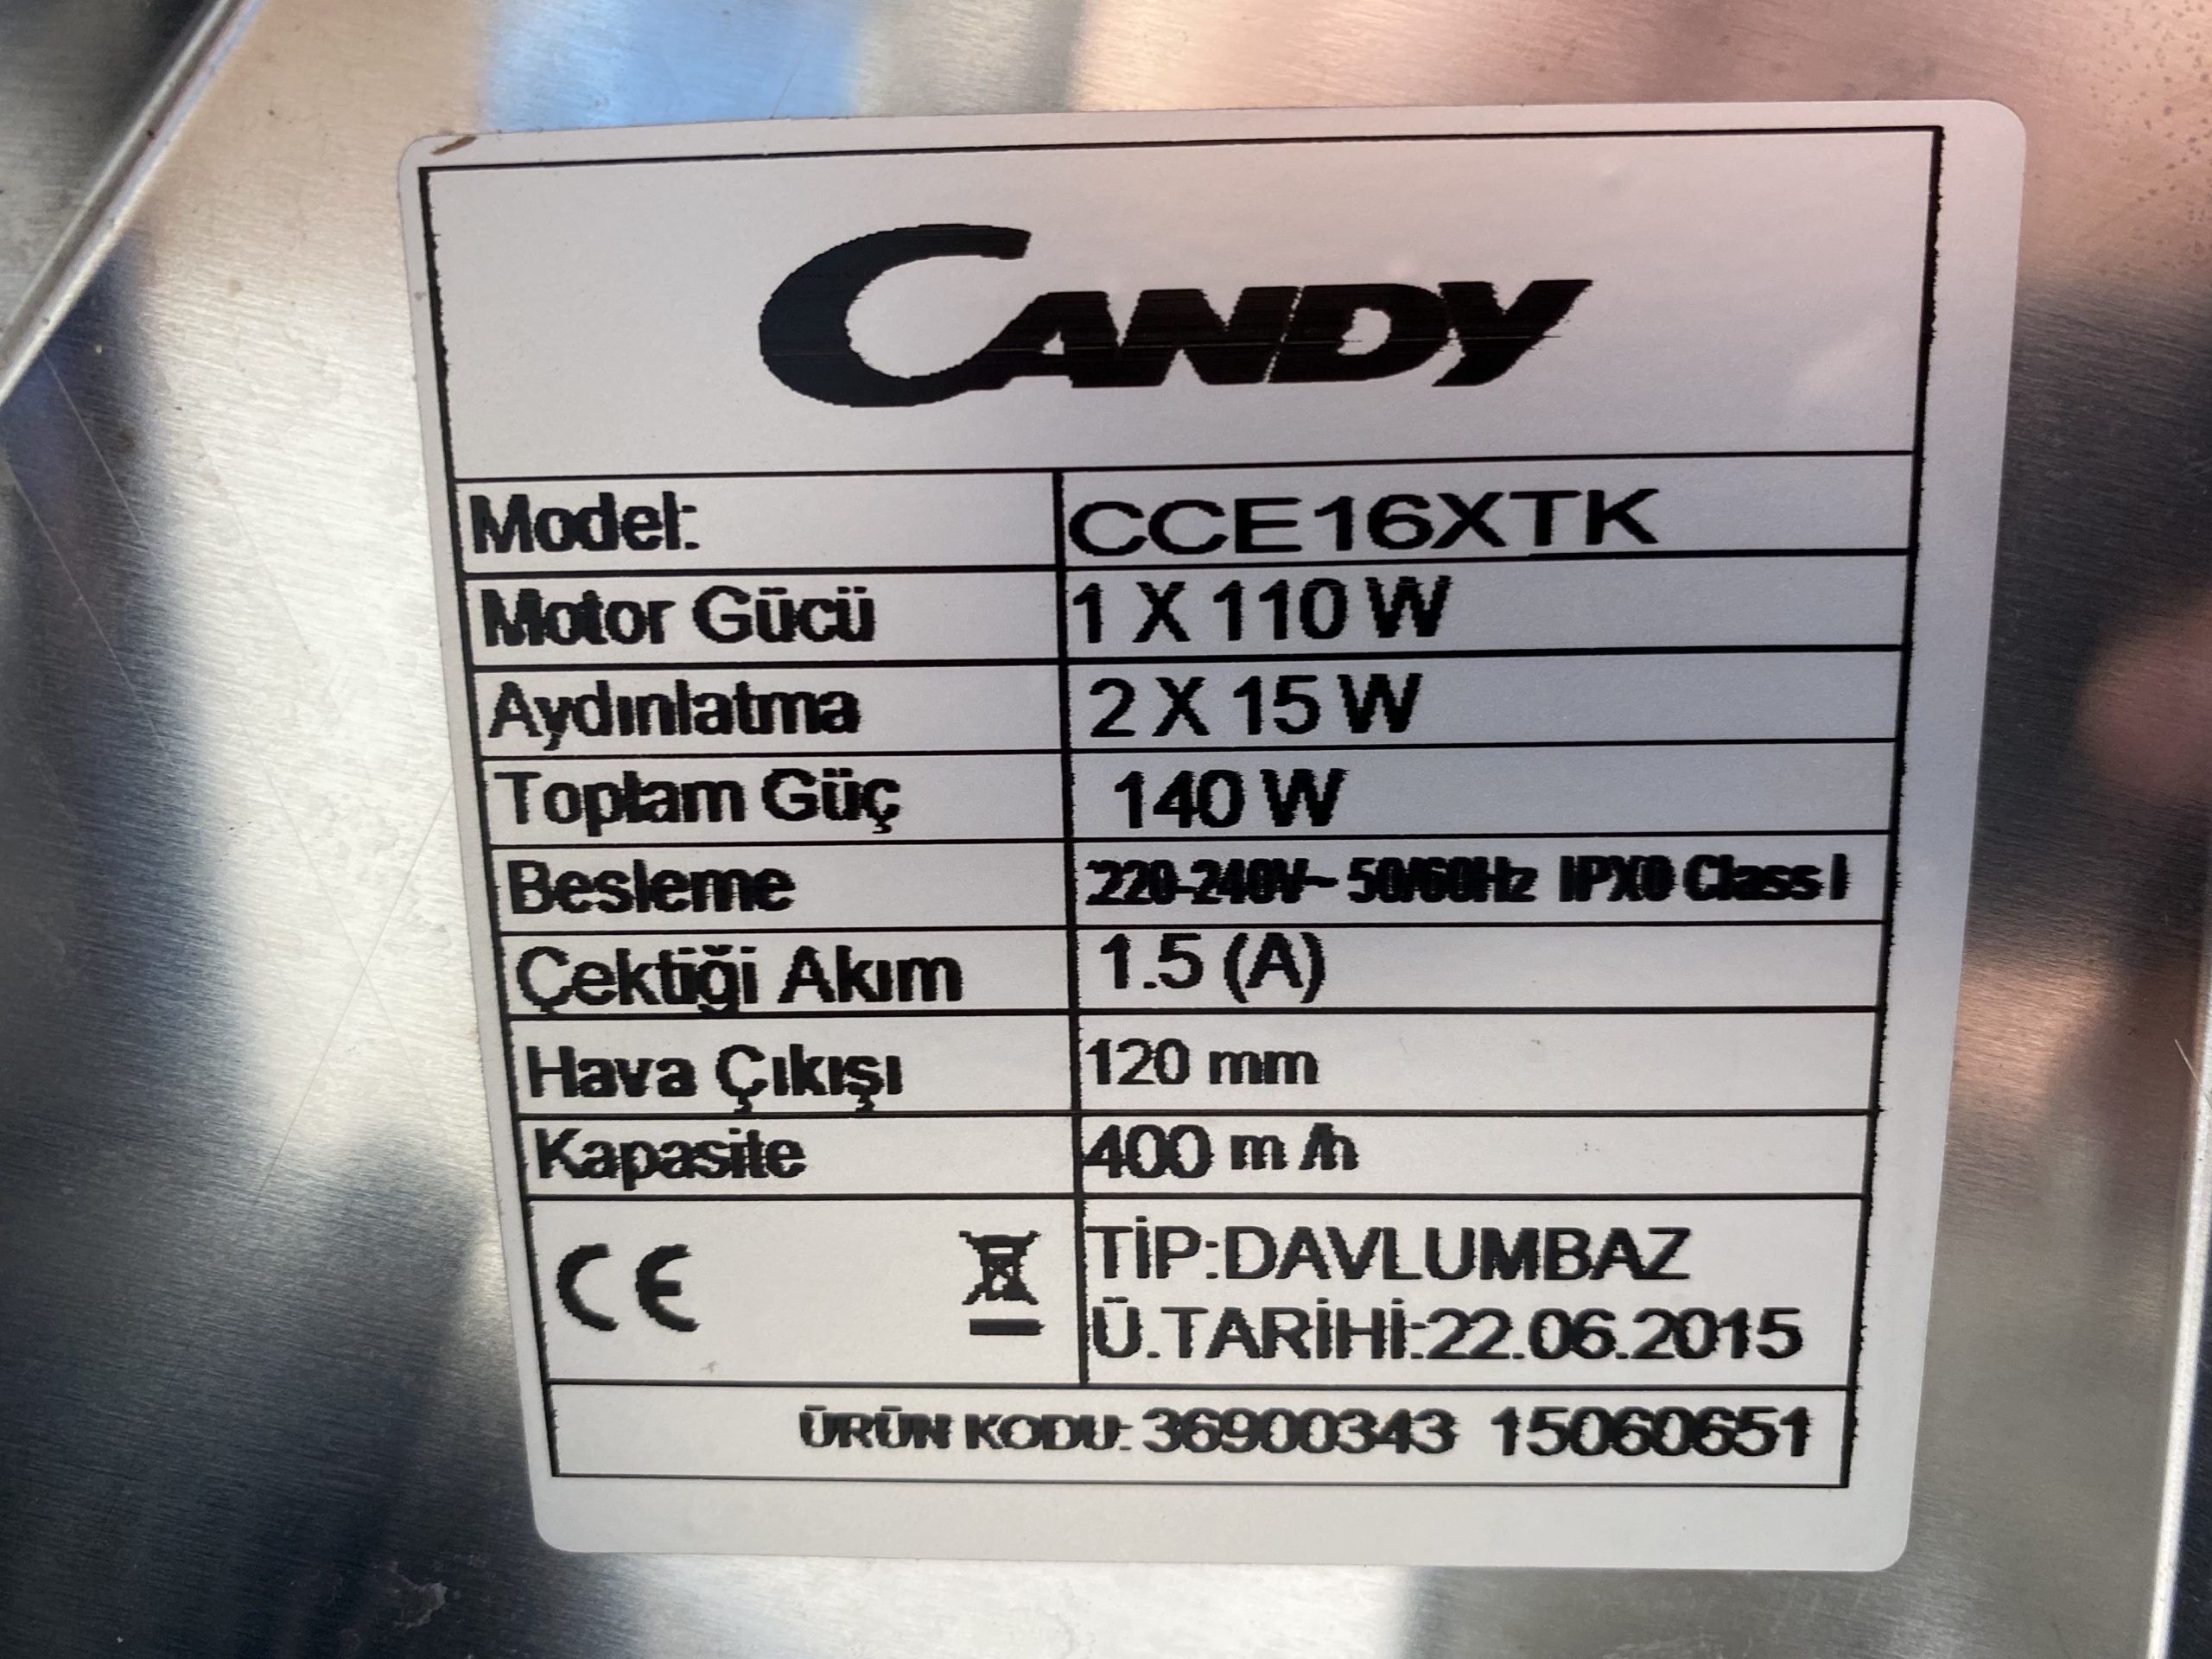 CANDY
Model: CCE16XTK
Motor Gücü 1 X 110 W
Aydınlatma 2 X 15 W
Toplam Güç 140 W
Besleme 220-240V~ 50/60Hz IPX0 Class I
Çektiği Akım 1.5 (A)
Hava Çıkışı 120 mm
Kapasite 400 m /h
CE TİP:DAVLUMBAZ
Ü.TARİHİ:22.06.2015
ÜRÜN KODU: 36900343 15060651